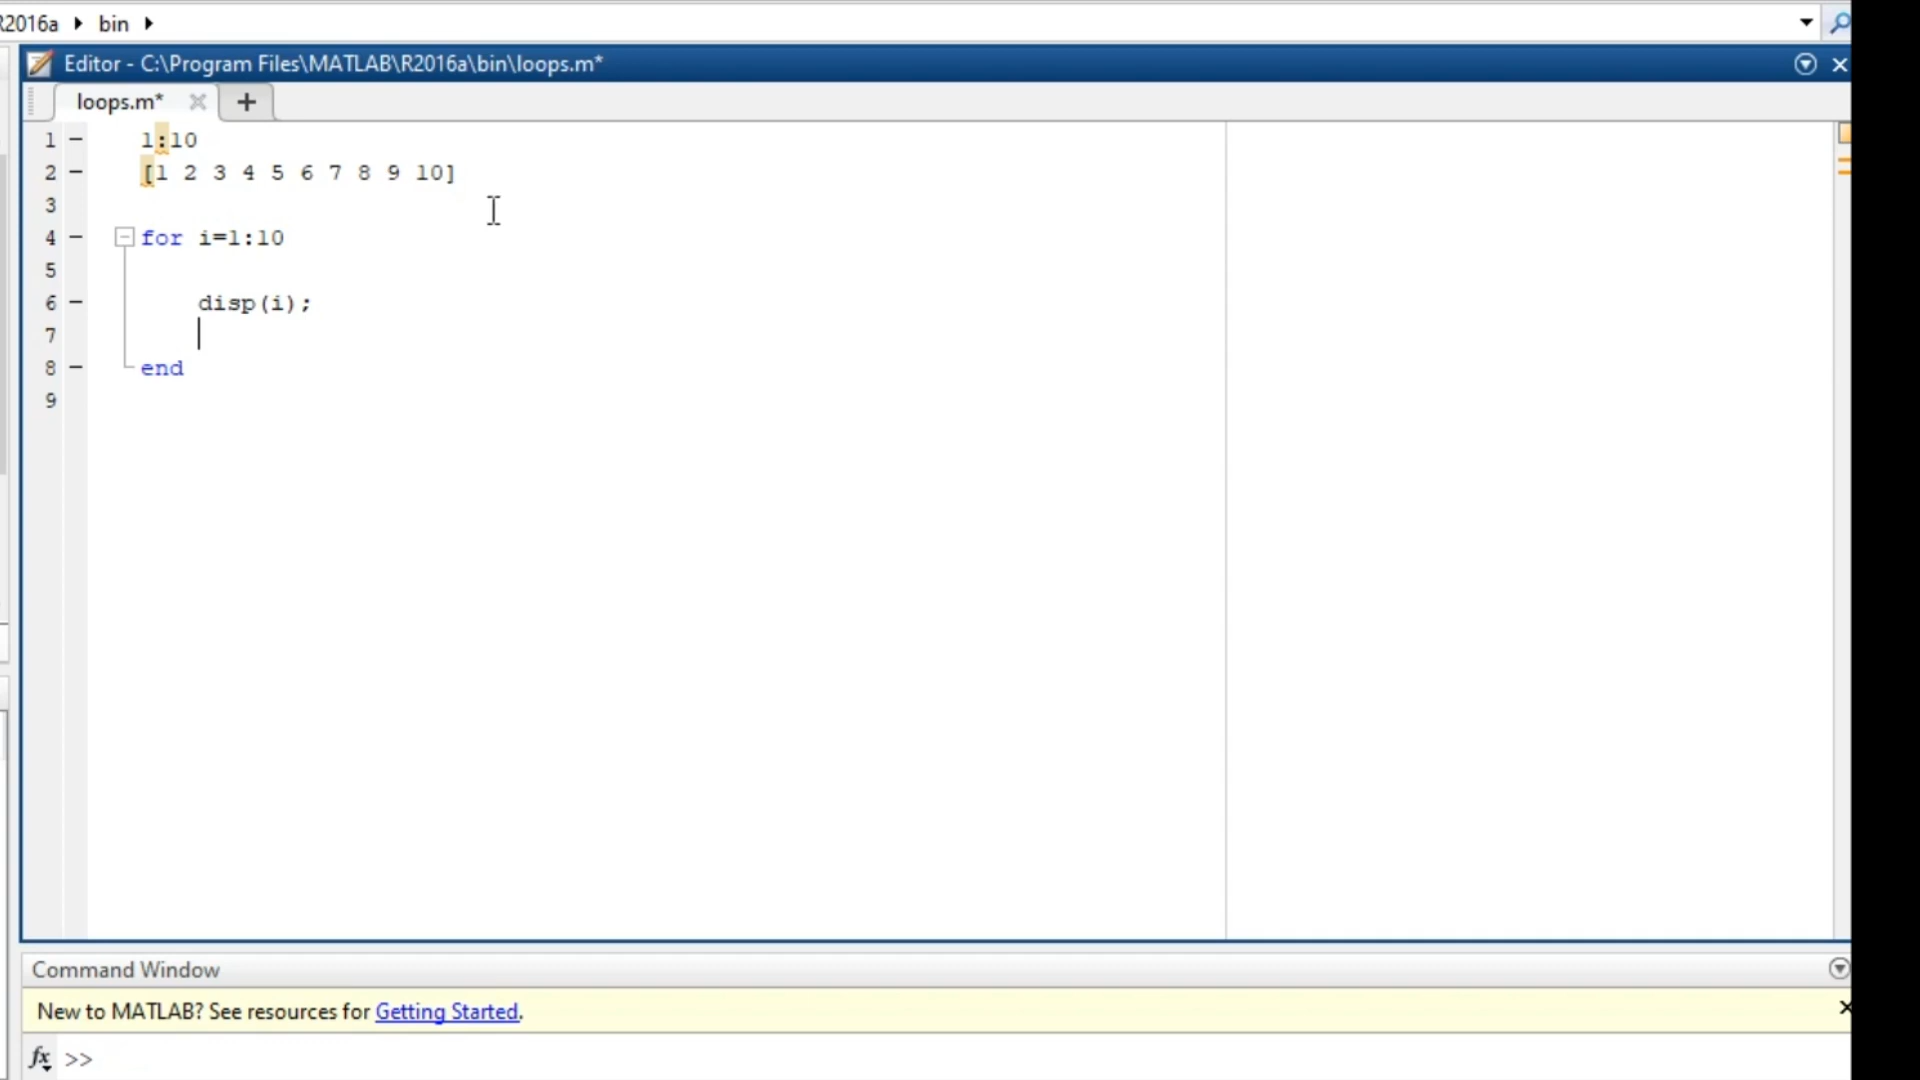 R2016a ▸ bin ▸
Editor - C:\Program Files\MATLAB\R2016a\bin\loops.m*
loops.m* × +
1 - 1:10
2 - [1 2 3 4 5 6 7 8 9 10]
3
4 - for i=1:10
5
6 - disp(i);
7
8 - end
9
Command Window
New to MATLAB? See resources for Getting Started.
fx >>